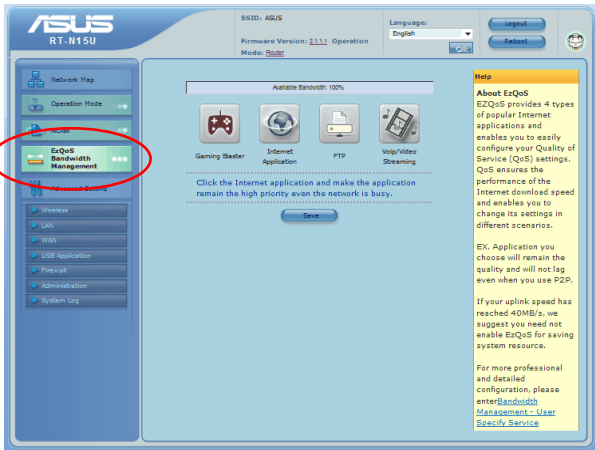 ASUS
RT-N15U
SSID: ASUS
Firmware Version: 2.1.1.1 Operation
Mode: Router
Language:
English
OK
Logout
Reboot
Network Map
Operation Mode
AiDisk
EzQoS
Bandwidth
Management
Advanced Setting
Wireless
LAN
WAN
USB Application
Firewall
Administration
System Log
Available Bandwidth: 100%
Gaming Blaster
Internet
Application
FTP
Voip/Video
Streaming
Click the Internet application and make the application
remain the high priority even the network is busy.
Save
Help
About EzQoS
EZQoS provides 4 types
of popular Internet
applications and
enables you to easily
configure your Quality of
Service (QoS) settings.
QoS ensures the
performance of the
Internet download speed
and enables you to
change its settings in
different scenarios.
EX. Application you
choose will remain the
quality and will not lag
even when you use P2P.
If your uplink speed has
reached 40MB/s, we
suggest you need not
enable EzQoS for saving
system resource.
For more professional
and detailed
configuration, please
enterBandwidth
Management - User
Specify Service